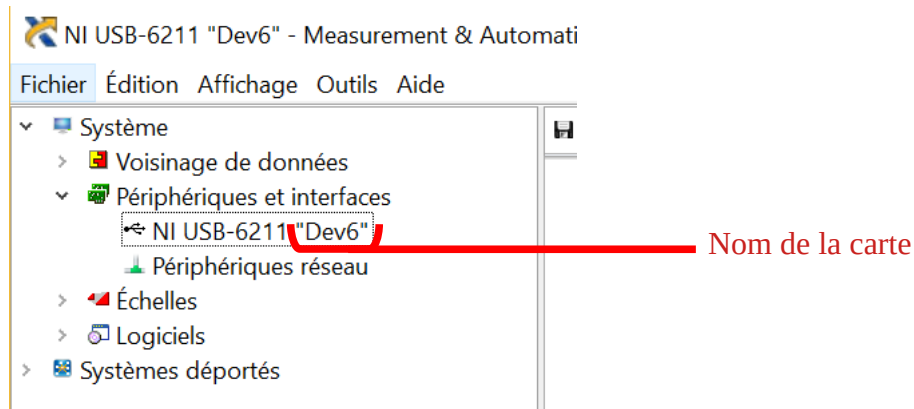 NI USB-6211 "Dev6" - Measurement & Automati
Fichier Édition Affichage Outils Aide
Système
Voisinage de données
Périphériques et interfaces
NI USB-6211 "Dev6"
Nom de la carte
Périphériques réseau
Échelles
Logiciels
Systèmes déportés